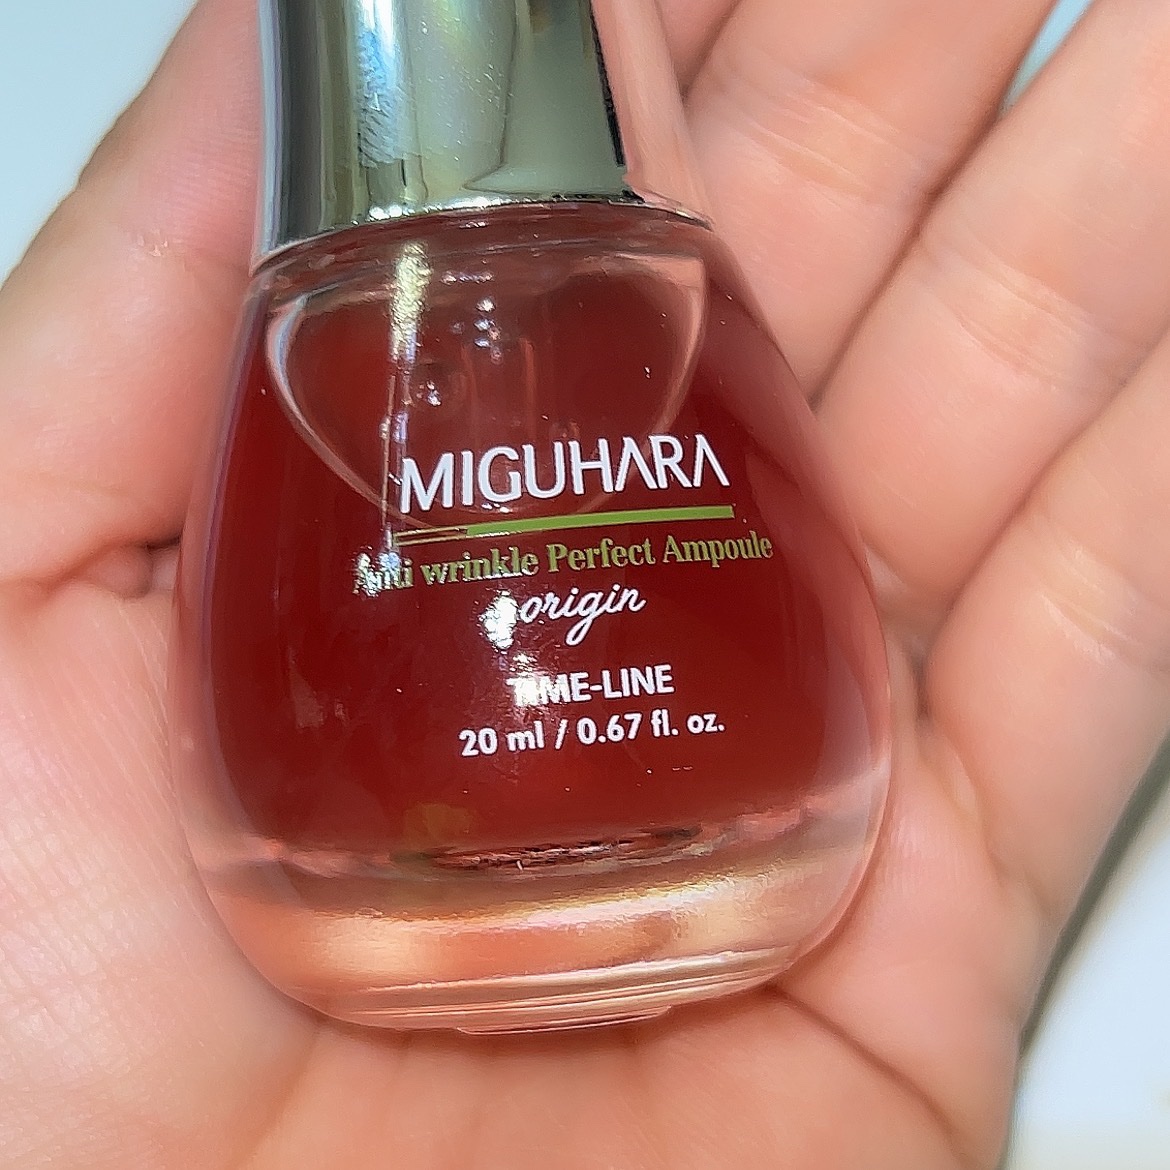 MIGUHARA
Anti wrinkle Perfect Ampoule
origin
TIME-LINE
20 ml / 0.67 fl. oz.